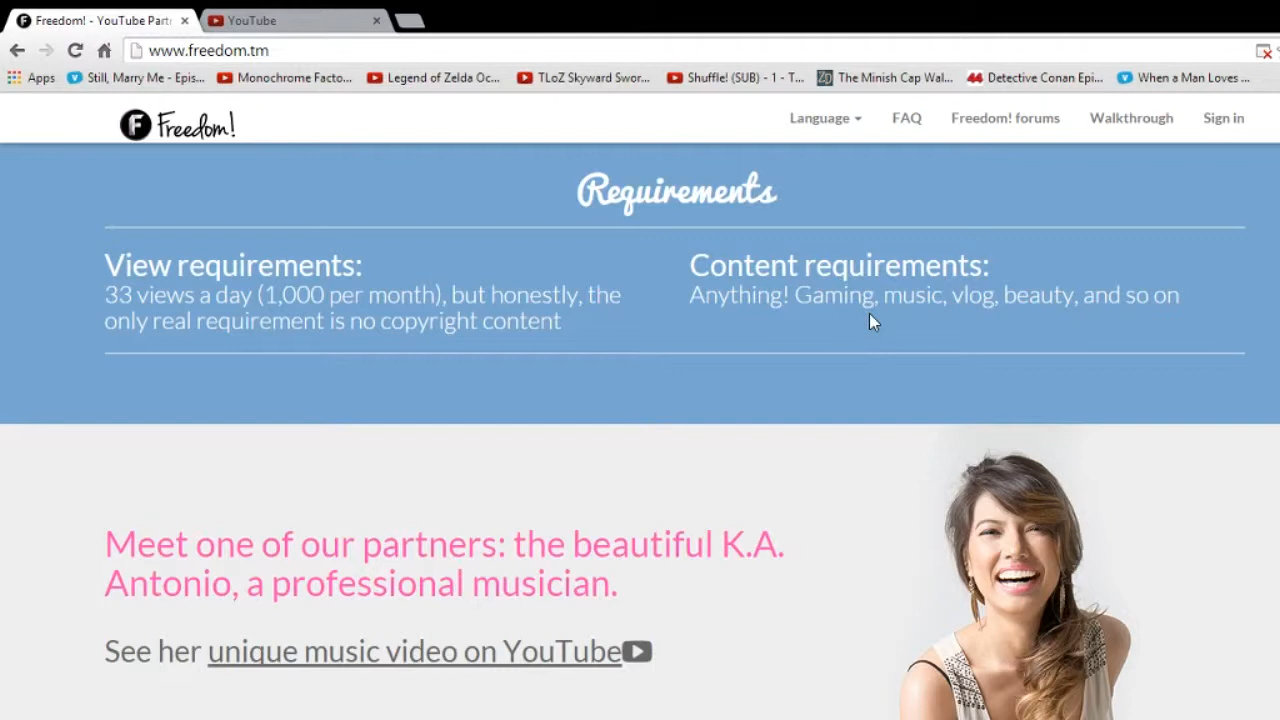 Freedom! - YouTube Part
YouTube
www.freedom.tm
Apps
Still, Marry Me - Epis...
Monochrome Facto...
Legend of Zelda Oc...
TLoZ Skyward Swor...
Shuffle! (SUB) - 1 - T...
The Minish Cap Wal...
Detective Conan Epi...
When a Man Loves ...
F Freedom!
Language
FAQ
Freedom! forums
Walkthrough
Sign in
Requirements
View requirements:
33 views a day (1,000 per month), but honestly, the
only real requirement is no copyright content
Content requirements:
Anything! Gaming, music, vlog, beauty, and so on
Meet one of our partners: the beautiful K.A.
Antonio, a professional musician.
See her unique music video on YouTube